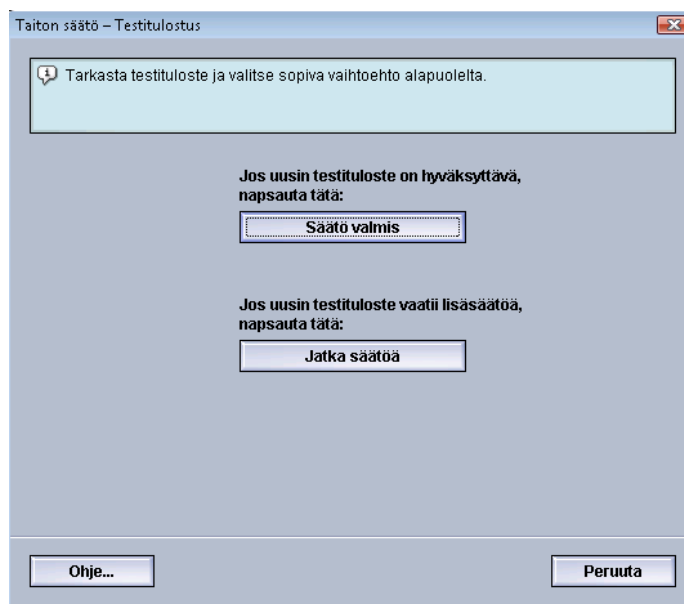 Taiton säätö – Testitulostus
Tarkasta testituloste ja valitse sopiva vaihtoehto alapuolelta.
Jos uusin testituloste on hyväksyttävä,
napsauta tätä:
Säätö valmis
Jos uusin testituloste vaatii lisäsäätöä,
napsauta tätä:
Jatka säätöä
Ohje...
Peruuta